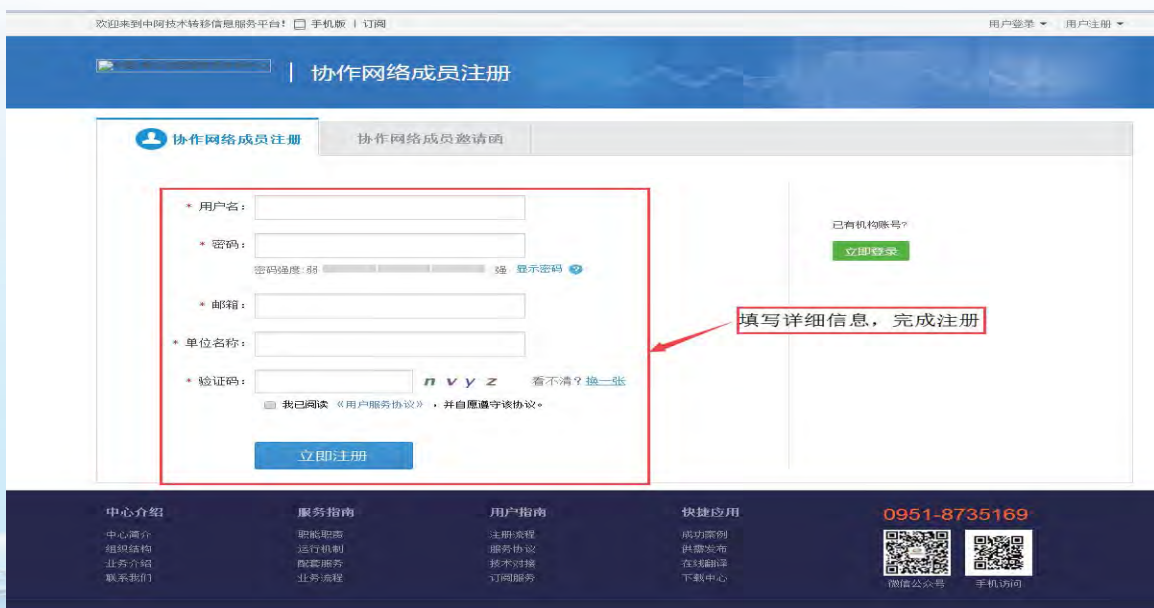 欢迎来到中阿技术转移信息服务平台! 手机版 | 订阅
用户登录 用户注册
协作网络成员注册
协作网络成员注册
协作网络成员邀请函
* 用户名:
* 密码:
密码强度:弱 强 显示密码
* 邮箱:
* 单位名称:
* 验证码: n v y z 看不清?换一张
我已阅读《用户服务协议》,并自愿遵守该协议。
立即注册
已有机构账号?
立即登录
填写详细信息,完成注册
中心介绍
中心简介
组织结构
业务介绍
联系我们
服务指南
职能职责
运行机制
配套服务
业务流程
用户指南
注册流程
服务协议
技术对接
订阅服务
快捷应用
成功案例
供需发布
在线翻译
下载中心
0951-8735169
微信公众号
手机访问